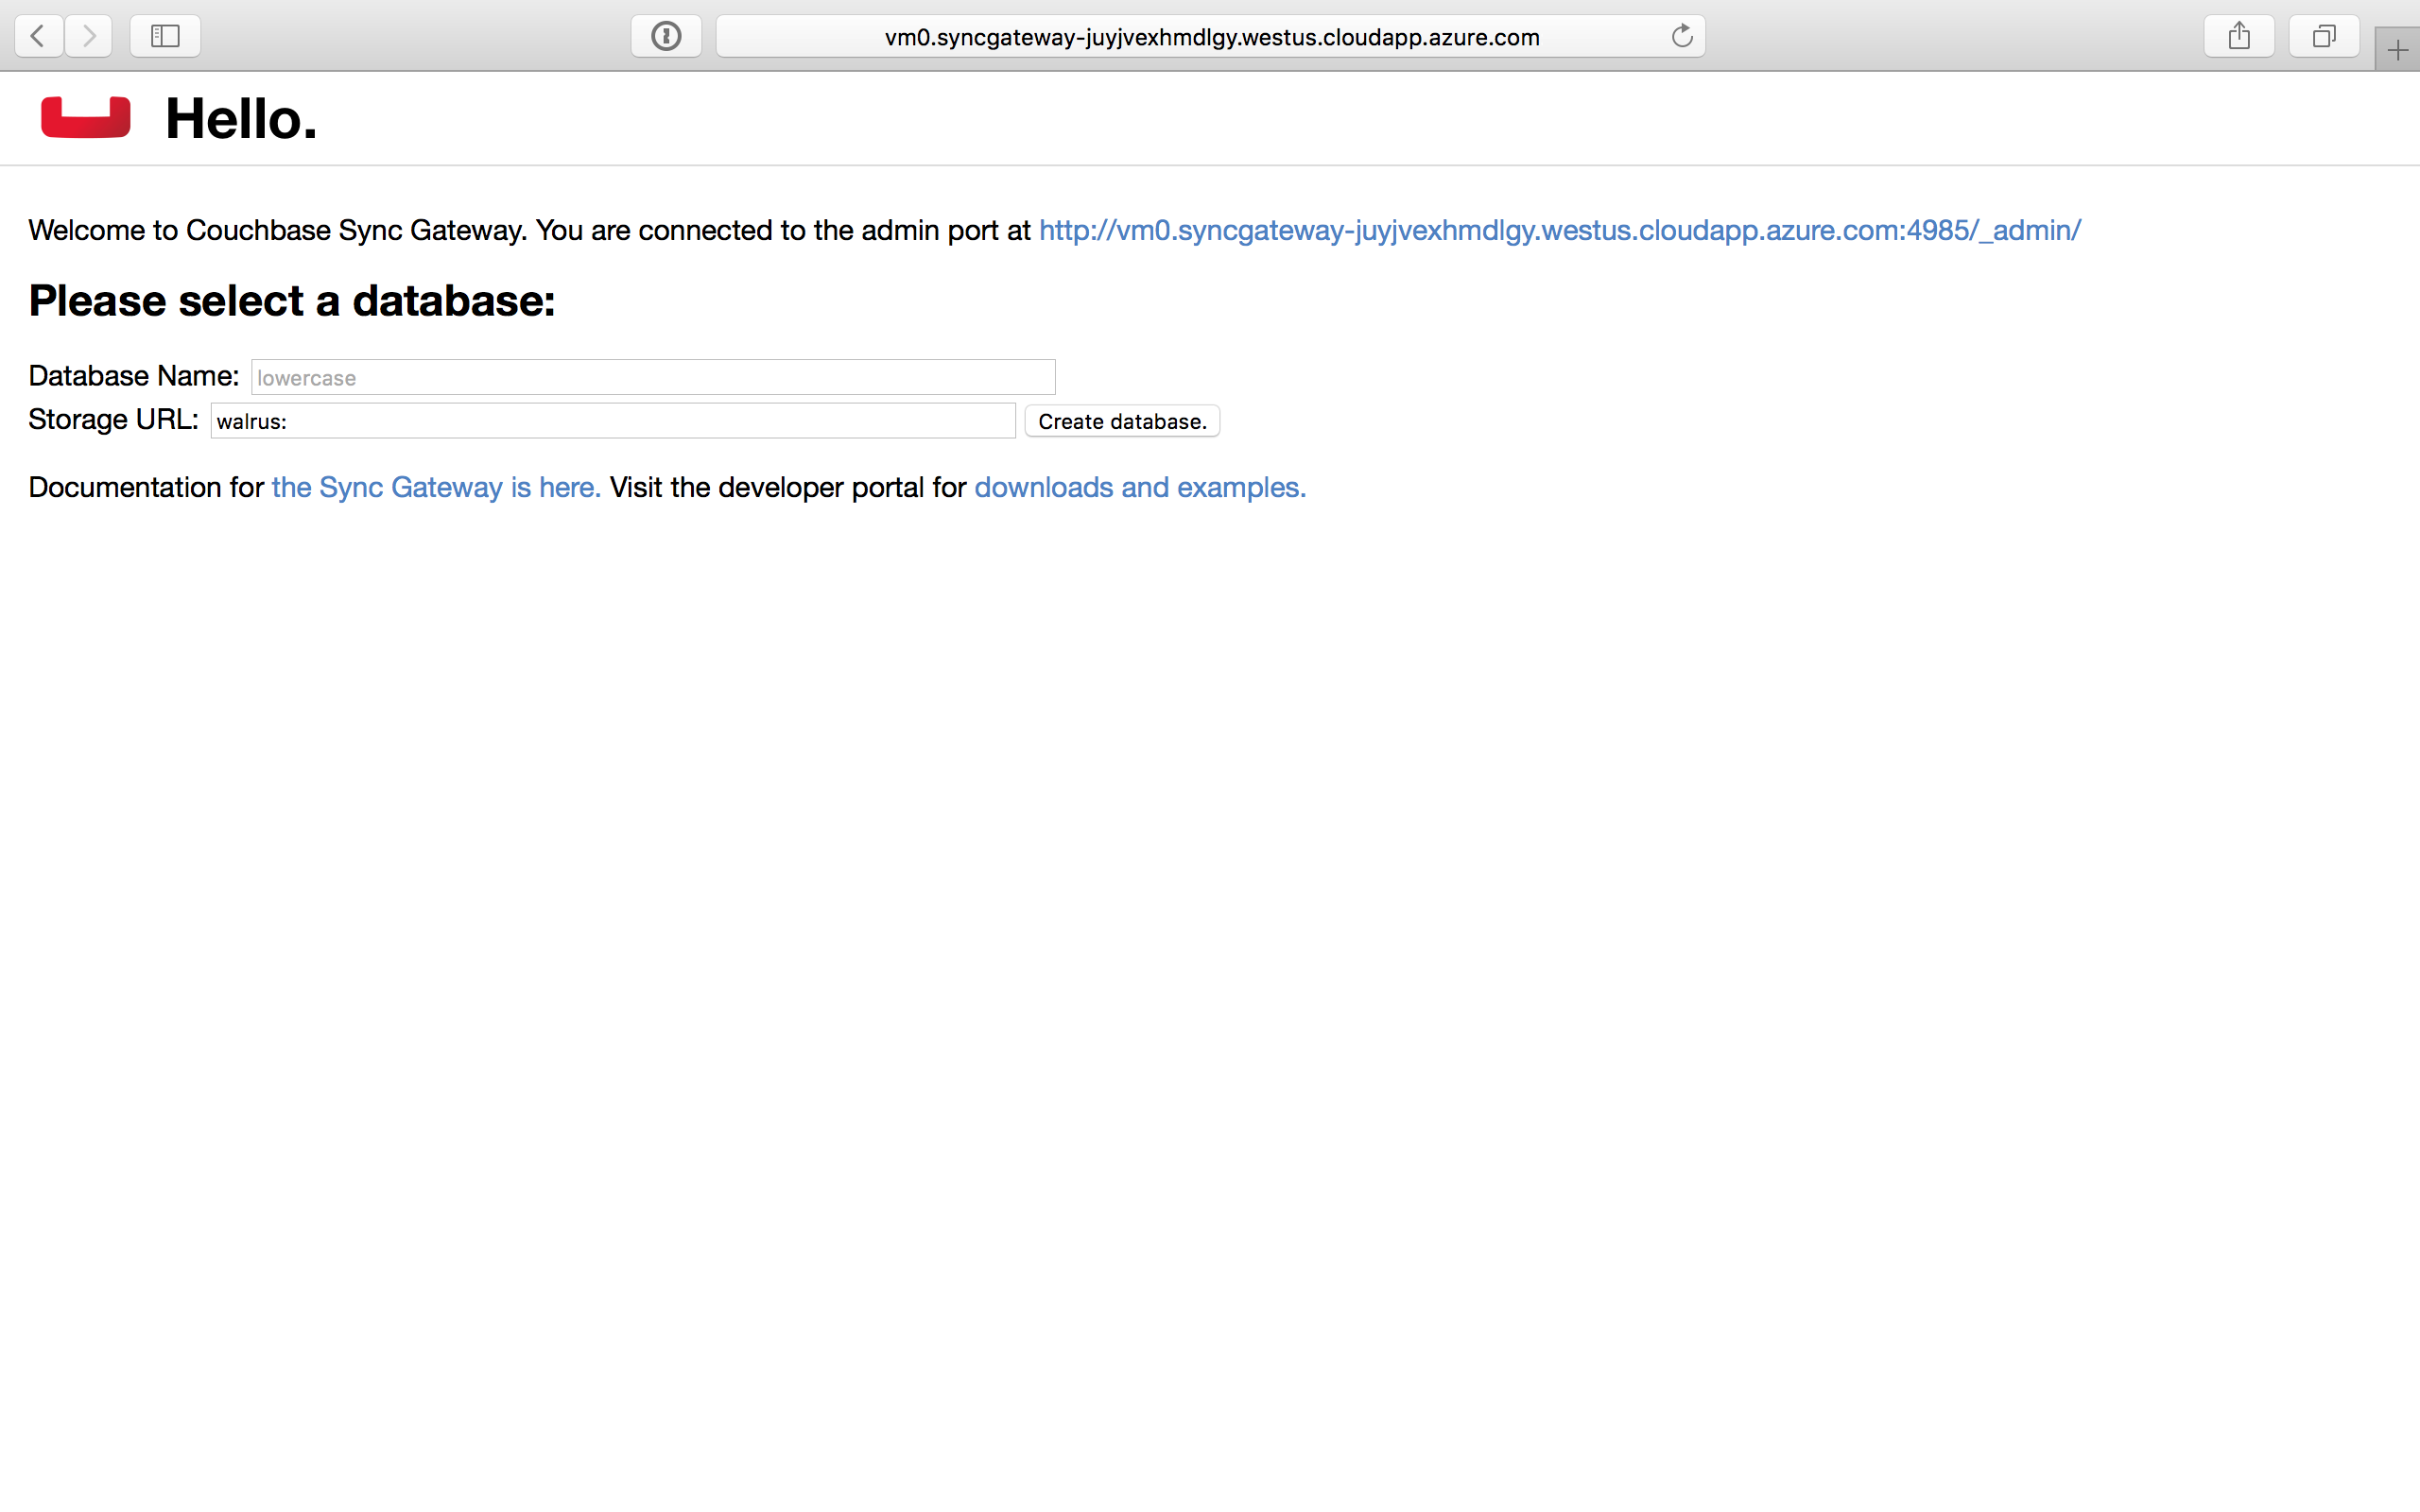 vm0.syncgateway-juyjvexhmdlgy.westus.cloudapp.azure.com
Hello.
Welcome to Couchbase Sync Gateway. You are connected to the admin port at http://vm0.syncgateway-juyjvexhmdlgy.westus.cloudapp.azure.com:4985/_admin/
Please select a database:
Database Name: lowercase
Storage URL: walrus: Create database.
Documentation for the Sync Gateway is here. Visit the developer portal for downloads and examples.